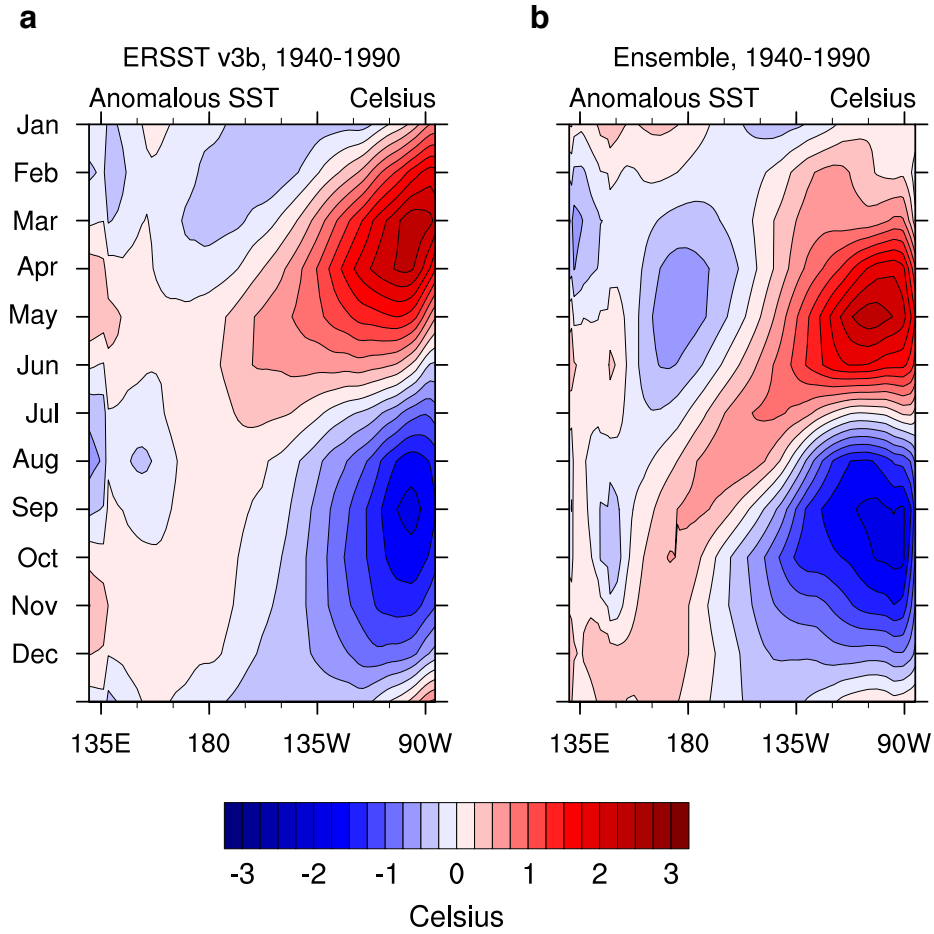 a
ERSST v3b, 1940-1990
Anomalous SST Celsius
Jan
Feb
Mar
Apr
May
Jun
Jul
Aug
Sep
Oct
Nov
Dec
135E 180 135W 90W
b
Ensemble, 1940-1990
Anomalous SST Celsius
135E 180 135W 90W
-3 -2 -1 0 1 2 3
Celsius